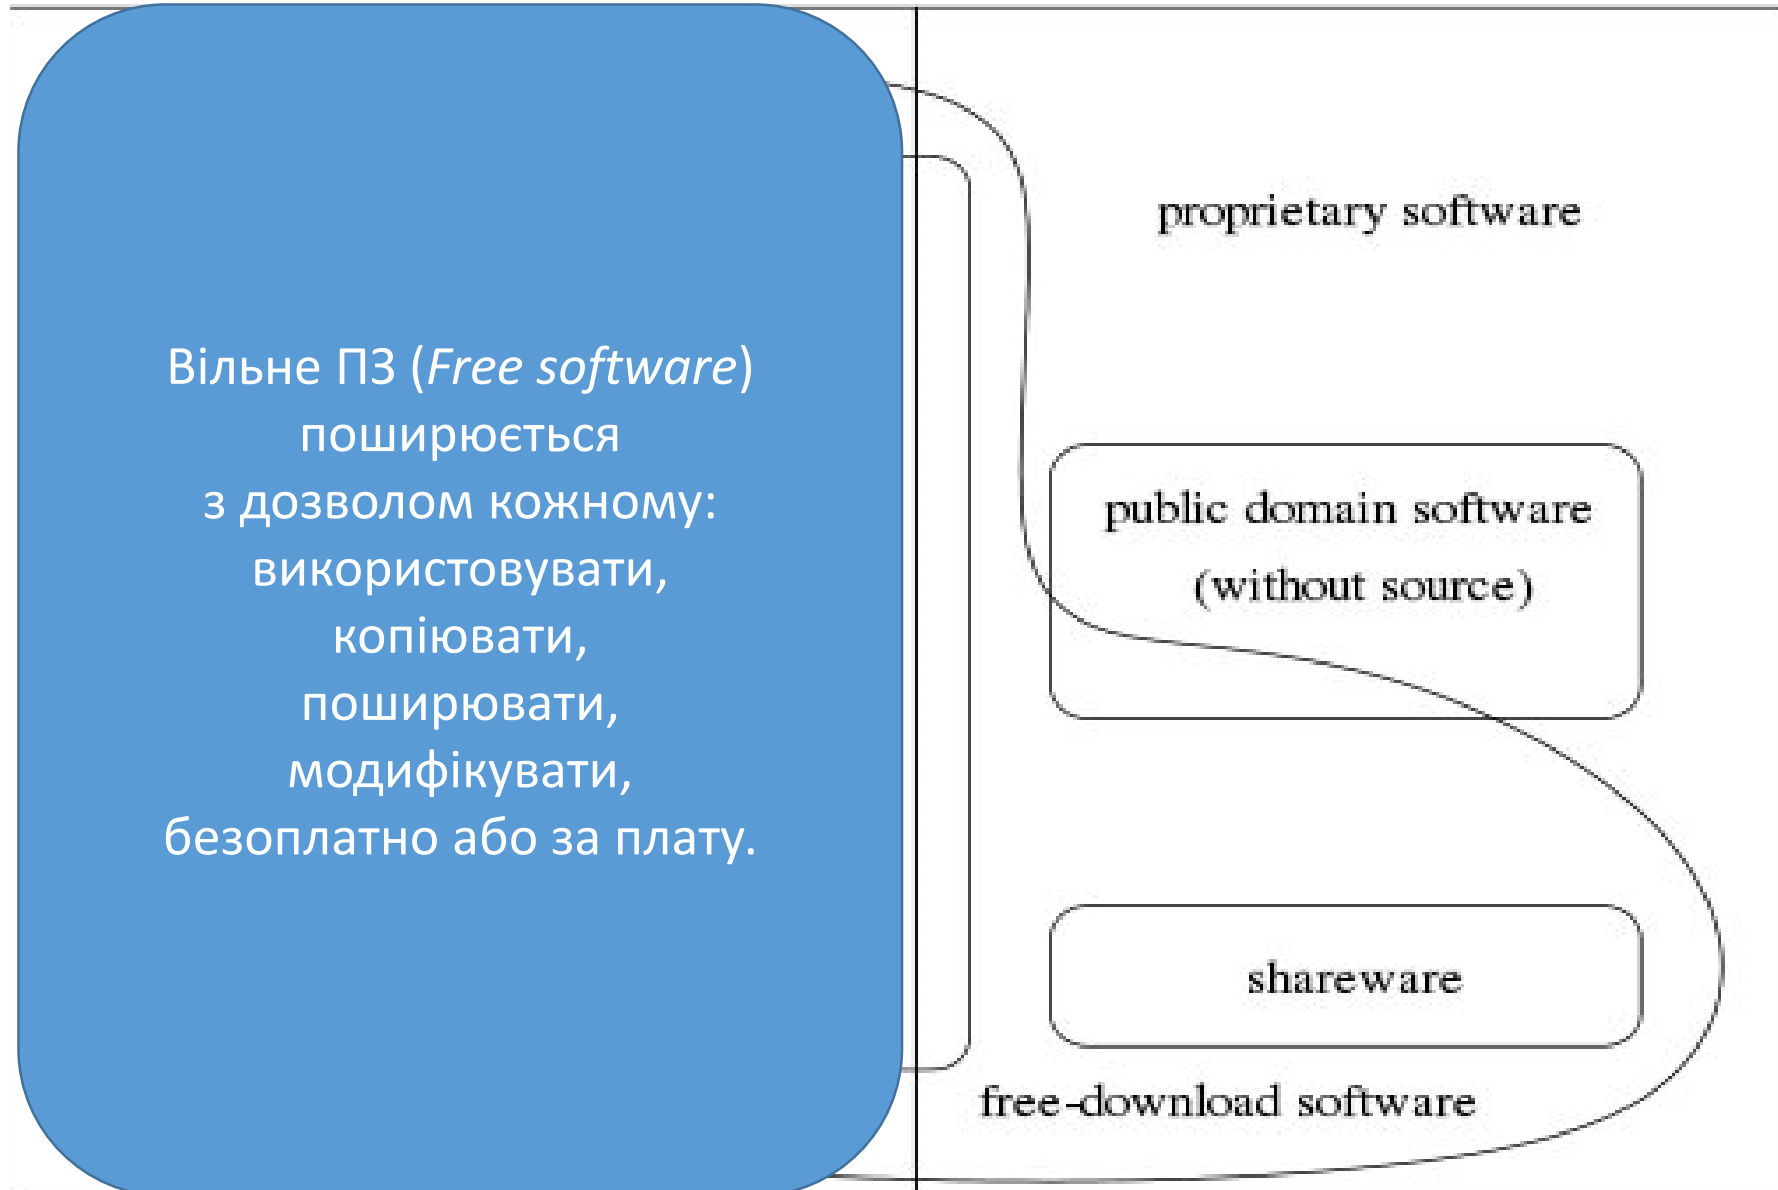 Вільне ПЗ (Free software)
поширюється
з дозволом кожному:
використовувати,
копіювати,
поширювати,
модифікувати,
безоплатно або за плату.
proprietary software
public domain software
(without source)
shareware
free-download software